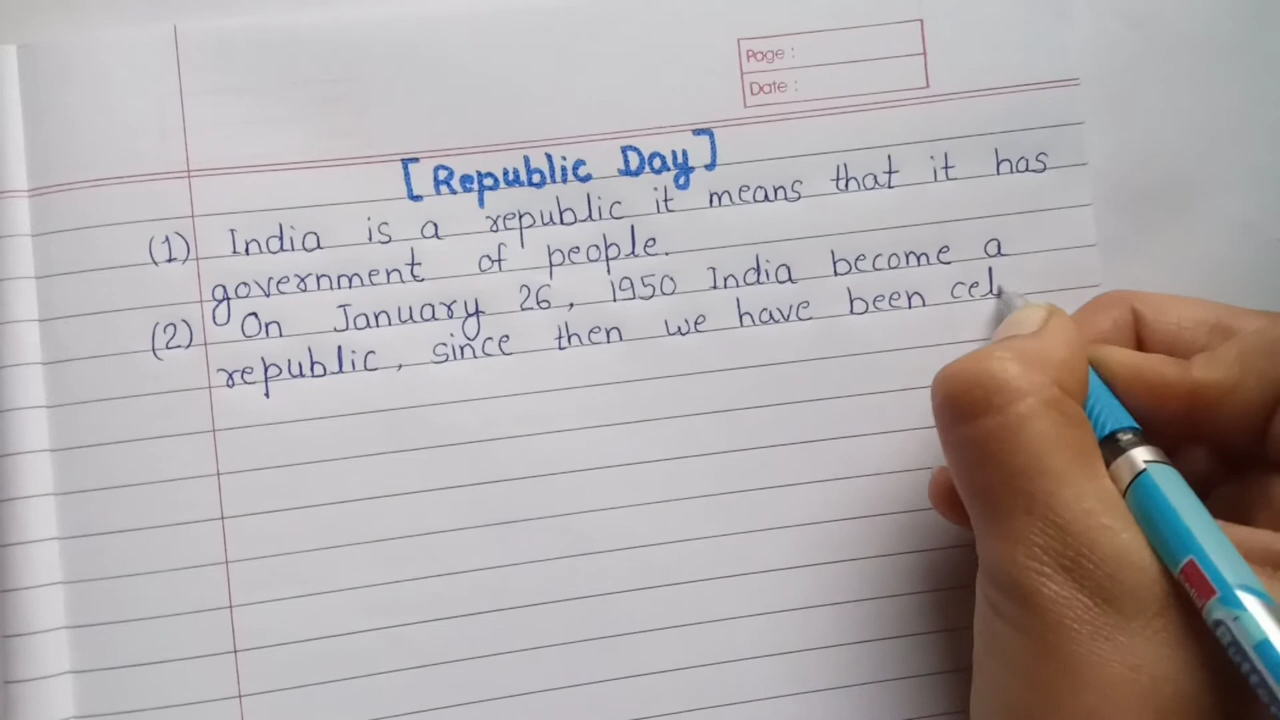 Page :
Date :
[Republic Day]
(1) India is a republic it means that it has
government of people.
(2) On January 26, 1950 India become a
republic, since then we have been cel